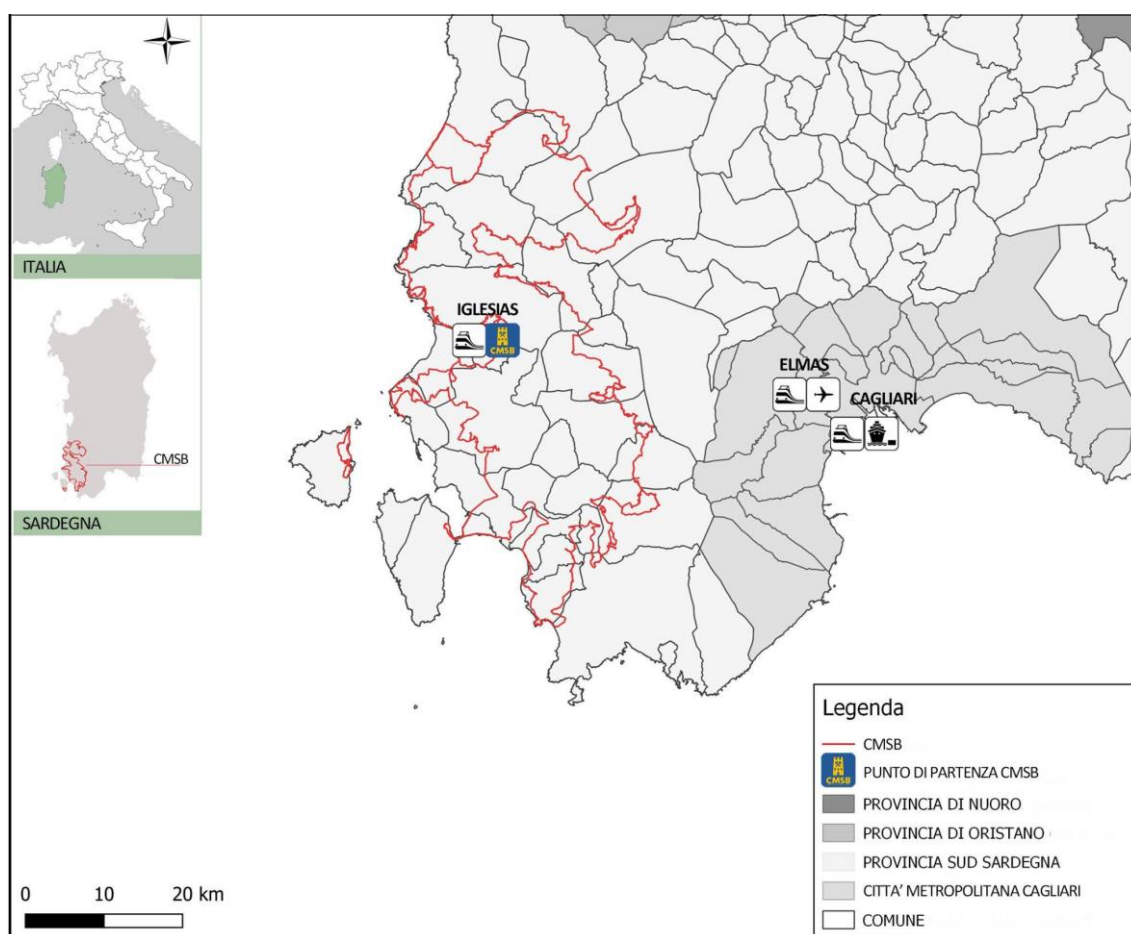 ITALIA
CMSB
SARDEGNA
IGLESIAS
CMSB
ELMAS
CAGLIARI
Legenda
CMSB
CMSB
PUNTO DI PARTENZA CMSB
PROVINCIA DI NUORO
PROVINCIA DI ORISTANO
PROVINCIA SUD SARDEGNA
CITTA’ METROPOLITANA CAGLIARI
COMUNE
0 10 20 km